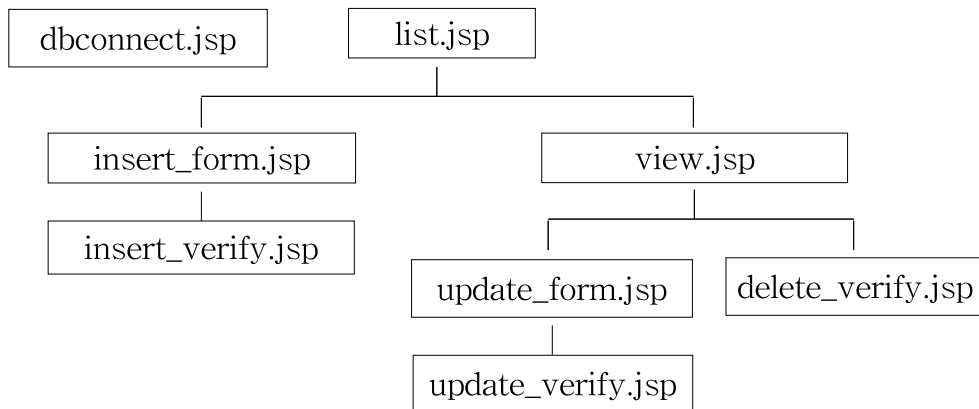 dbconnect.jsp
list.jsp
insert_form.jsp
view.jsp
insert_verify.jsp
update_form.jsp
delete_verify.jsp
update_verify.jsp